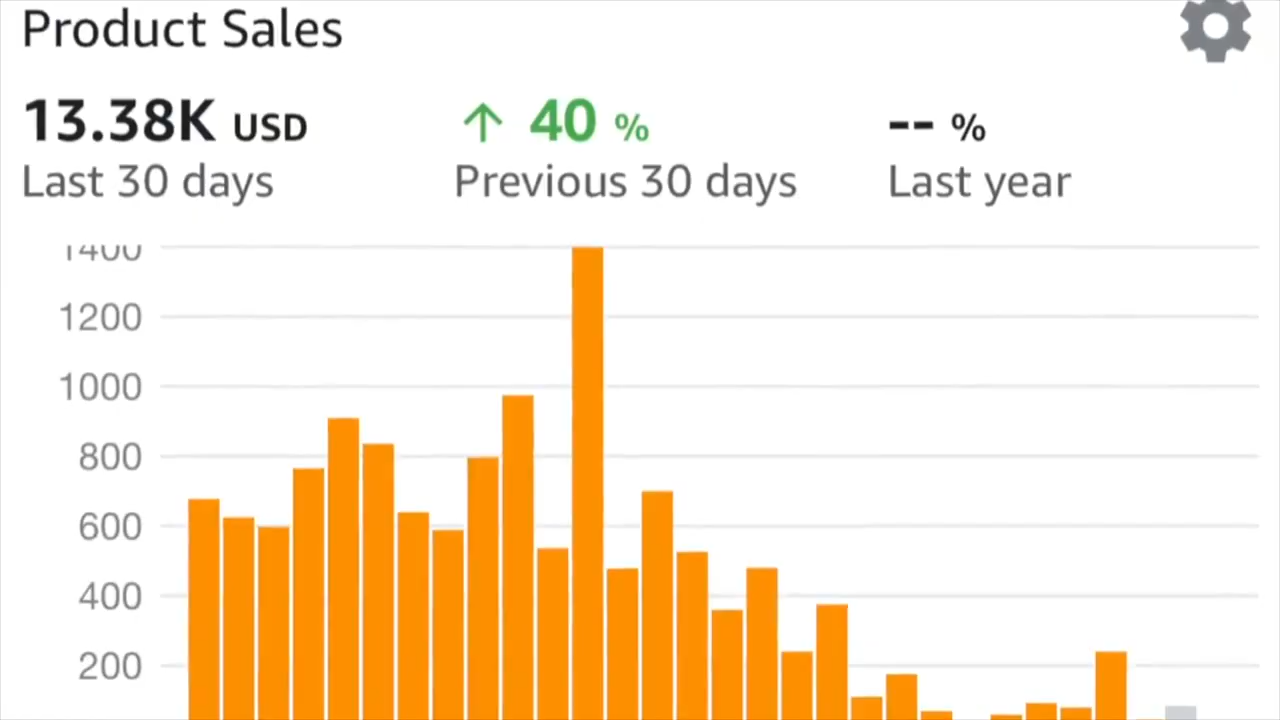 Product Sales
13.38K USD ↑ 40 % -- %
Last 30 days Previous 30 days Last year
1400
1200
1000
800
600
400
200